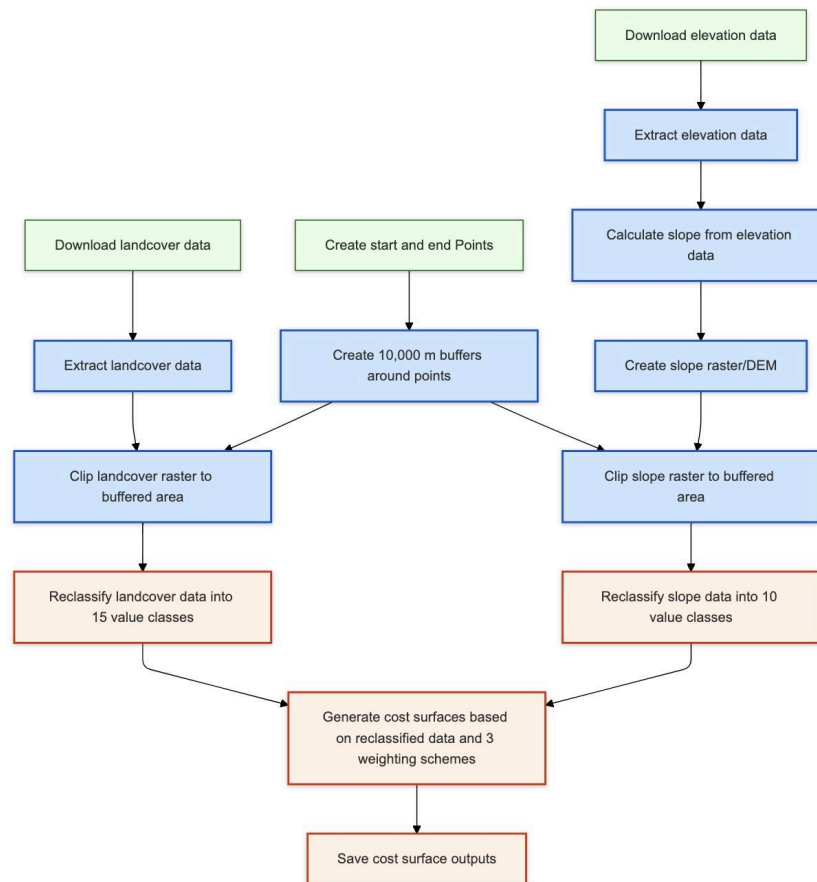 Download elevation data
Extract elevation data
Calculate slope from elevation
data
Download landcover data
Create start and end Points
Extract landcover data
Create 10,000 m buffers
around points
Create slope raster/DEM
Clip landcover raster to
buffered area
Clip slope raster to buffered
area
Reclassify landcover data into
15 value classes
Reclassify slope data into 10
value classes
Generate cost surfaces based
on reclassified data and 3
weighting schemes
Save cost surface outputs